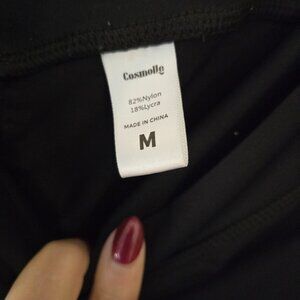 Cosmolle
82%Nylon
18%Lycra
MADE IN CHINA
M